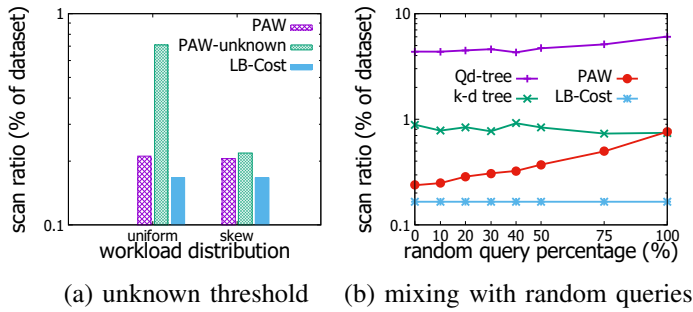 scan ratio (% of dataset)
1
0.1
PAW
PAW-unknown
LB-Cost
uniform
skew
workload distribution
(a) unknown threshold
scan ratio (% of dataset)
10
1
0.1
Qd-tree
k-d tree
PAW
LB-Cost
0 10 20 30 40 50 75 100
random query percentage (%)
(b) mixing with random queries